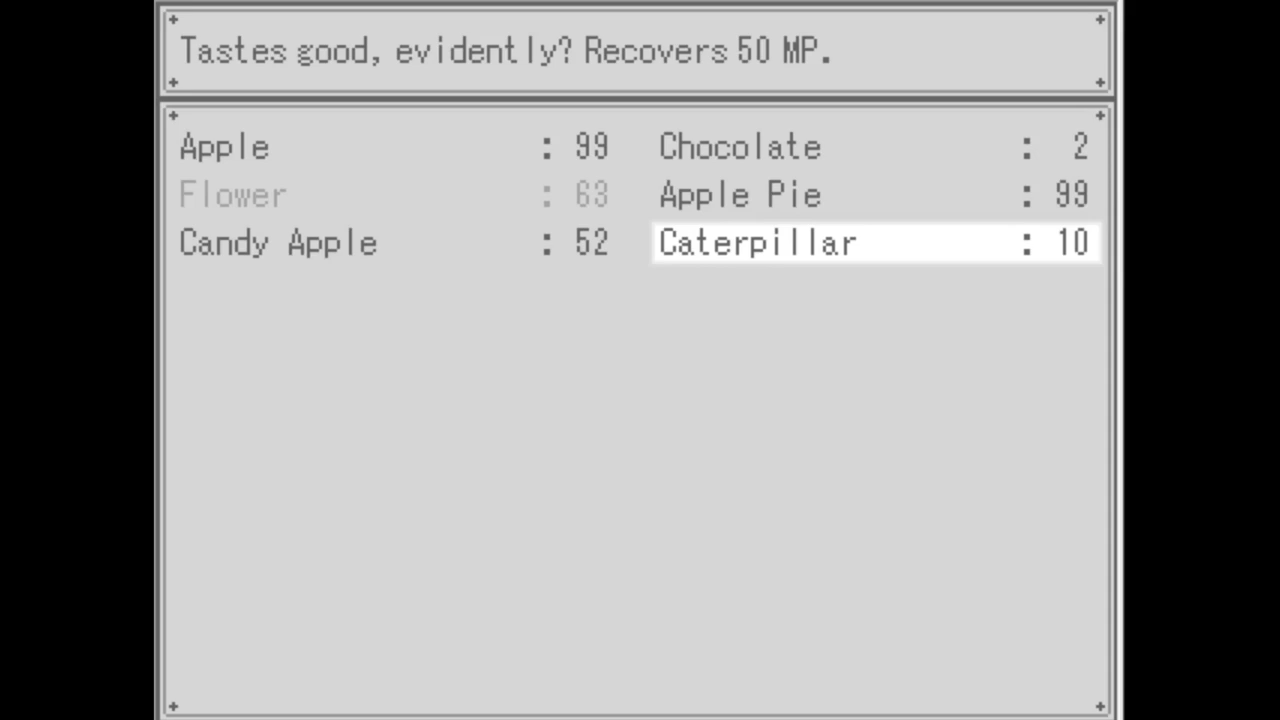 Tastes good, evidently? Recovers 50 MP.
Apple : 99 Chocolate : 2
Flower : 63 Apple Pie : 99
Candy Apple : 52 Caterpillar : 10